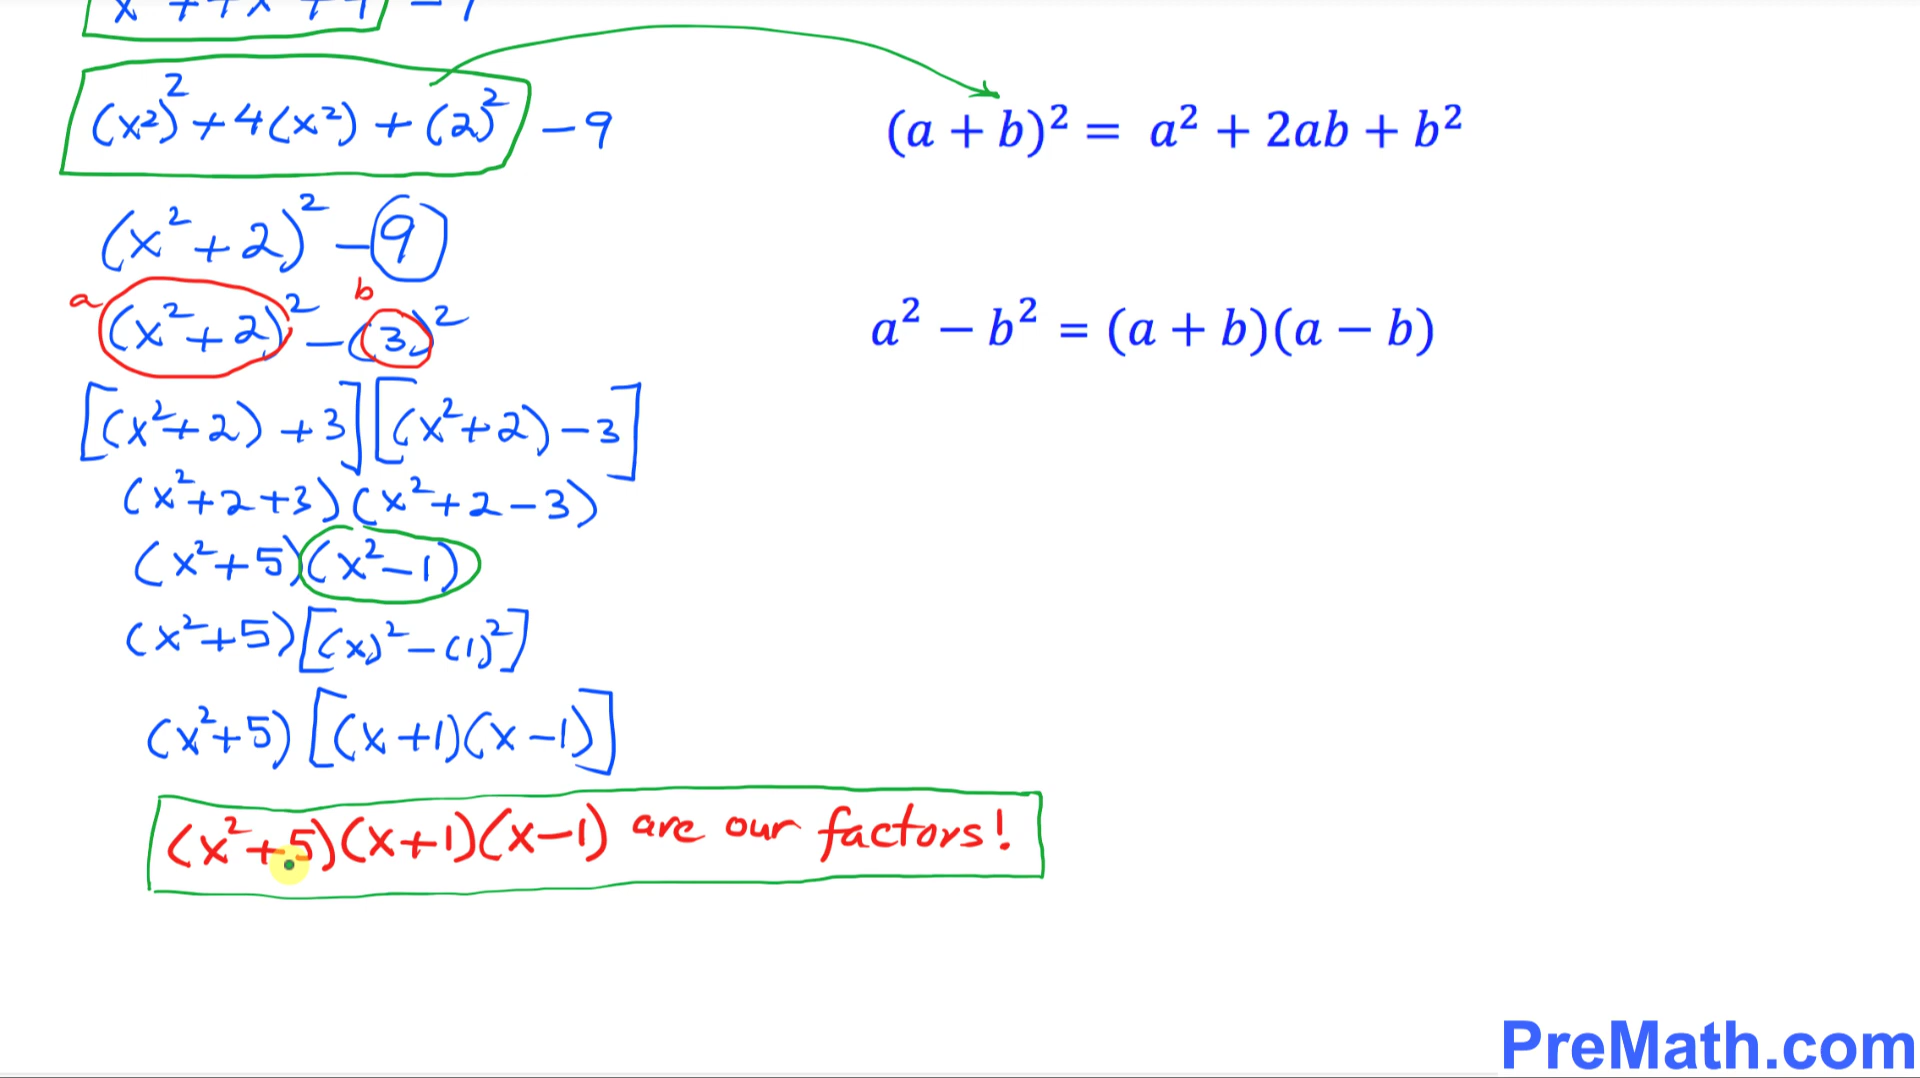 (x²)² + 4(x²) + (2)² - 9
(a + b)² = a² + 2ab + b²
(x² + 2)² - 9
a b
(x² + 2)² - (3)²
a² − b² = (a + b)(a − b)
[(x²+2) +3][(x²+2) -3]
(x²+2+3)(x²+2-3)
(x²+5)(x²-1)
(x²+5)[(x)² - (1)²]
(x²+5)[(x+1)(x-1)]
(x²+5)(x+1)(x-1) are our factors!
PreMath.com